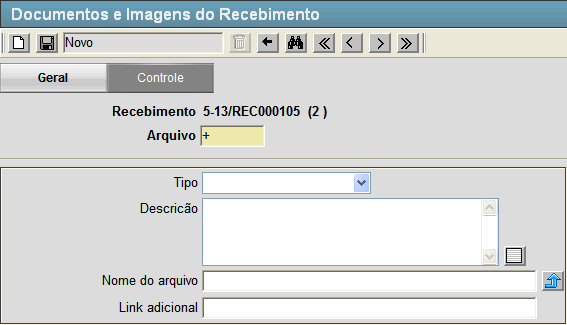 Documentos e Imagens do Recebimento
Novo
Geral Controle
Recebimento 5-13/REC000105 (2 )
Arquivo +
Tipo
Descricão
Nome do arquivo
Link adicional